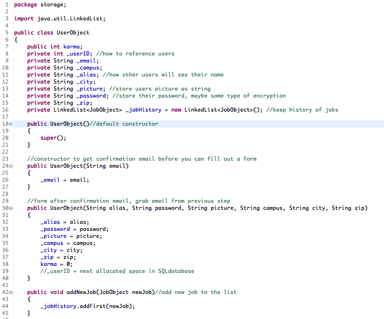 1 package storage;
2
3 import java.util.LinkedList;
4
5 public class UserObject
6 {
7 public int karma;
8 private int _userID; //how to reference users
9 private String _email;
10 private String _campus;
11 private String _alias; //how other users will see their name
12 private String _city;
13 private String _picture; //store users picture as string
14 private String _password; //store their password, maybe some type of encryption
15 private String _zip;
16 private LinkedList<JobObject> _jobHistory = new LinkedList<JobObject>(); //keep history of jobs
17
18 public UserObject()//default constructor
19 {
20 super();
21 }
22
23 //constructor to get confirmation email before you can fill out a form
24 public UserObject(String email)
25 {
26 _email = email;
27 }
28
29 //form after confirmation email, grab email from previous step
30 public UserObject(String alias, String password, String picture, String campus, String city, String zip)
31 {
32 _alias = alias;
33 _password = password;
34 _picture = picture;
35 _campus = campus;
36 _city = city;
37 _zip = zip;
38 karma = 0;
39 //_userID = next allocated space in SQLdatabase
40 }
41
42 public void addNewJob(JobObject newJob)//add new job to the list
43 {
44 _jobHistory.addFirst(newJob);
45 }